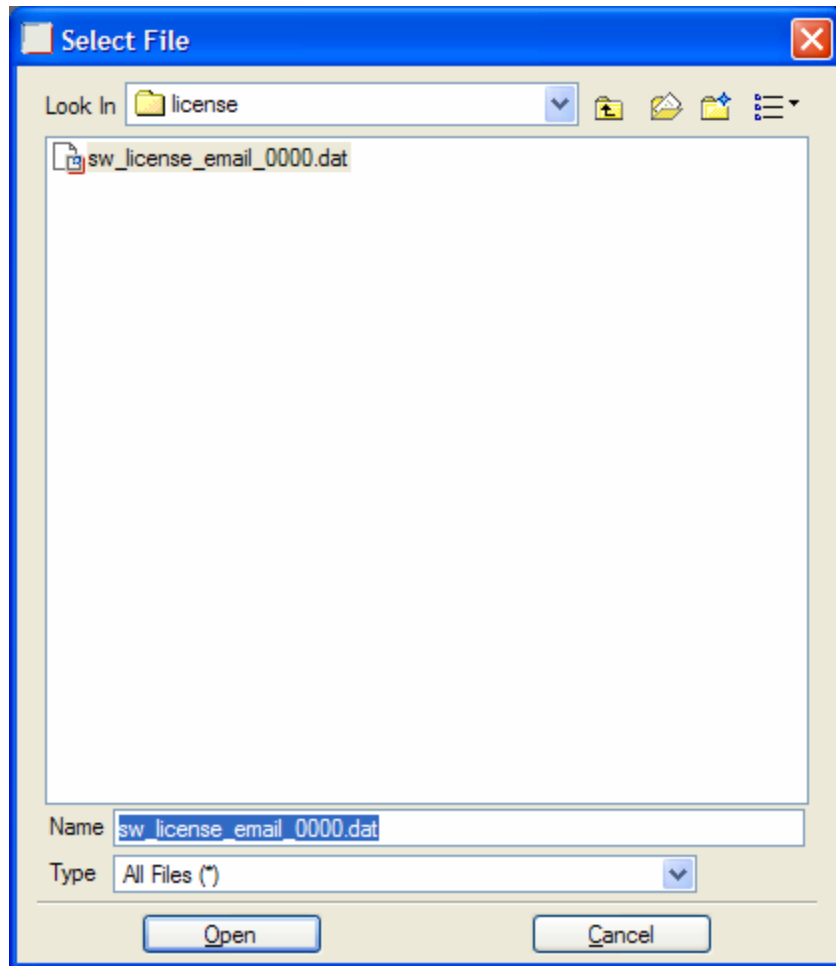 Select File
Look In license
sw_license_email_0000.dat
Name sw_license_email_0000.dat
Type All Files (*)
Open Cancel